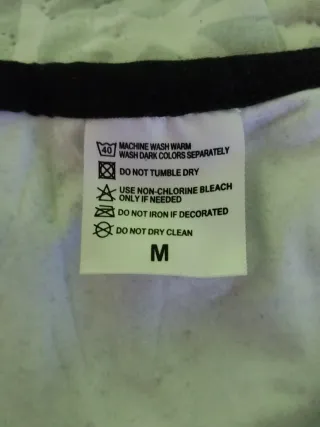 40
MACHINE WASH WARM
WASH DARK COLORS SEPARATELY
DO NOT TUMBLE DRY
USE NON-CHLORINE BLEACH
ONLY IF NEEDED
DO NOT IRON IF DECORATED
DO NOT DRY CLEAN
M